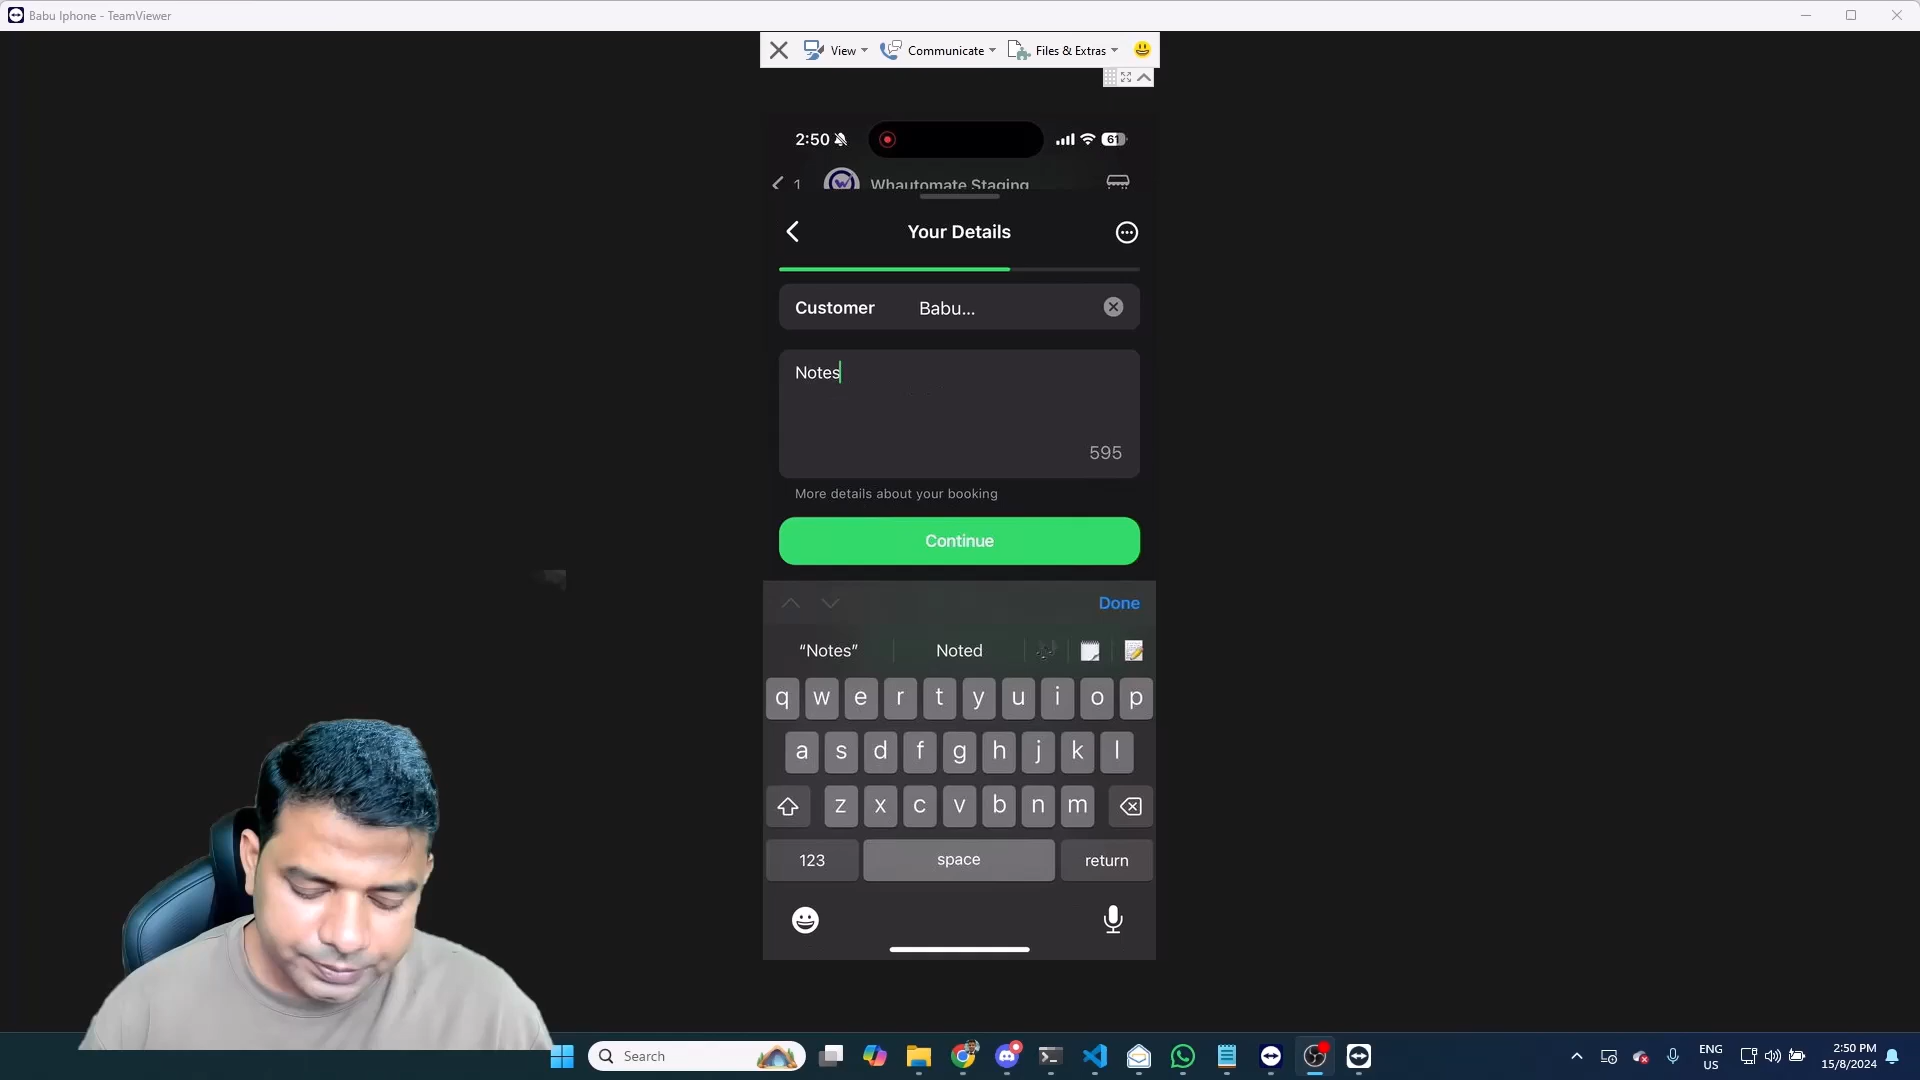 Babu Iphone - TeamViewer
View
Communicate
Files & Extras
2:50
61
1
Whautomate Staging
Your Details
Customer
Babu...
Notes
595
More details about your booking
Continue
Done
“Notes”
Noted
q w e r t y u i o p
a s d f g h j k l
z x c v b n m
123
space
return
Search
ENG
US
2:50 PM
15/8/2024